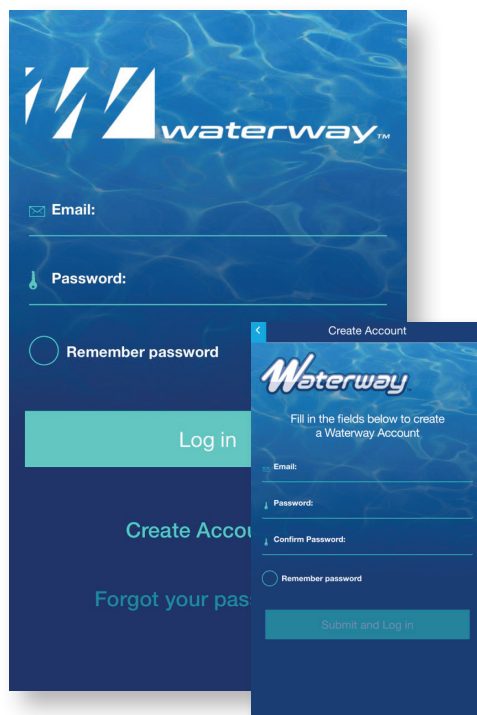 waterway™
Email:
Password:
Remember password
Log in
Create Accou
Forgot your pas
Create Account
Waterway
Fill in the fields below to create
a Waterway Account
Email:
Password:
Confirm Password:
Remember password
Submit and Log in